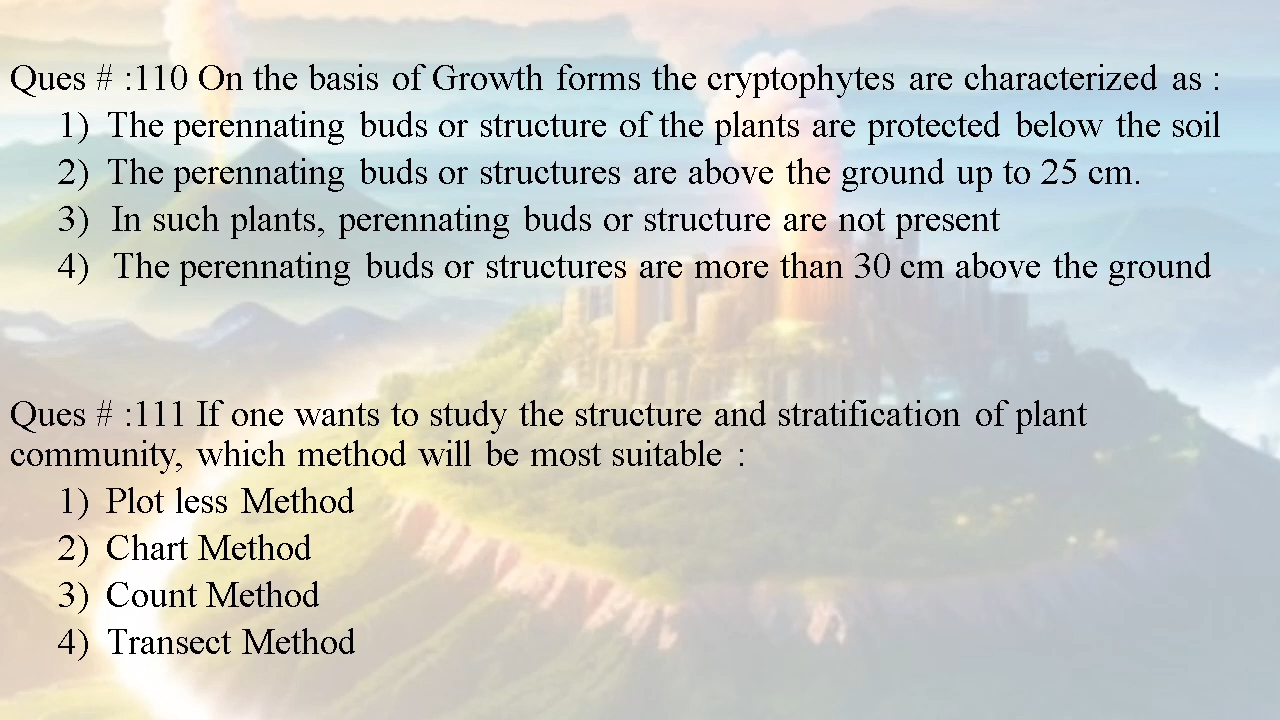 Ques # :110 On the basis of Growth forms the cryptophytes are characterized as :
1) The perennating buds or structure of the plants are protected below the soil
2) The perennating buds or structures are above the ground up to 25 cm.
3) In such plants, perennating buds or structure are not present
4) The perennating buds or structures are more than 30 cm above the ground
Ques # :111 If one wants to study the structure and stratification of plant
community, which method will be most suitable :
1) Plot less Method
2) Chart Method
3) Count Method
4) Transect Method